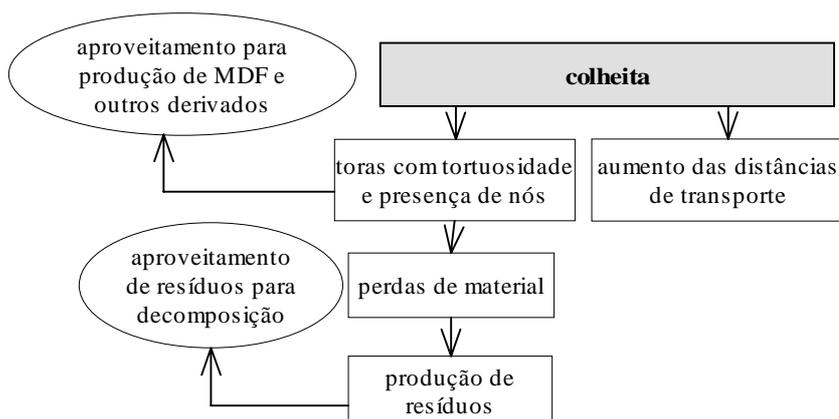 aproveitamento para
produção de MDF e
outros derivados
colheita
toras com tortuosidade
e presença de nós
aumento das distâncias
de transporte
aproveitamento
de resíduos para
decomposição
perdas de material
produção de
resíduos